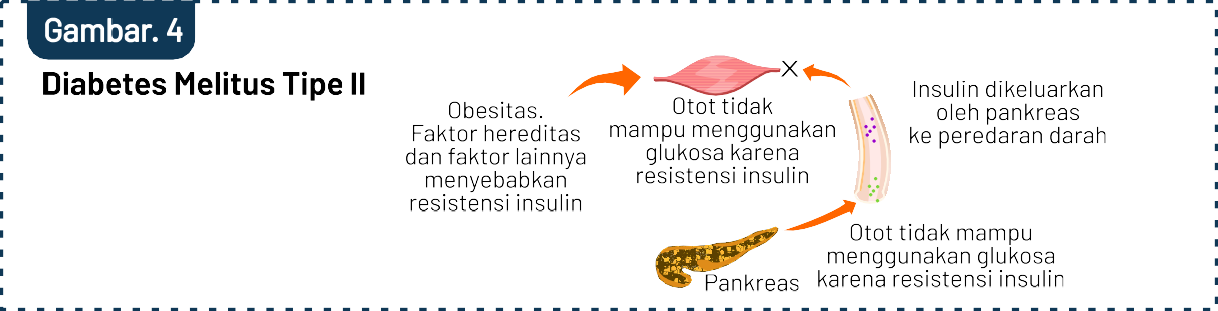 Gambar. 4
Diabetes Melitus Tipe II
Obesitas.
Faktor hereditas
dan faktor lainnya
menyebabkan
resistensi insulin
Otot tidak
mampu menggunakan
glukosa karena
resistensi insulin
X
Insulin dikeluarkan
oleh pankreas
ke peredaran darah
Pankreas
Otot tidak mampu
menggunakan glukosa
karena resistensi insulin